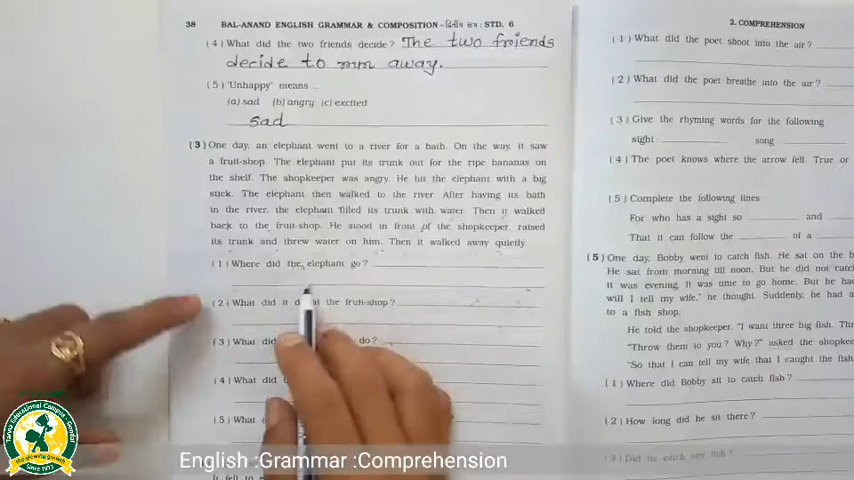 38 BAL-ANAND ENGLISH GRAMMAR & COMPOSITION - દ્વિતીય સત્ર : STD. 6
(4) What did the two friends decide? The two friends
decide to run away.
(5) 'Unhappy' means ..
(a) sad (b) angry (c) excited
sad
(3) One day, an elephant went to a river for a bath. On the way, it saw
a fruit-shop. The elephant put its trunk out for the ripe bananas on
the shelf. The shopkeeper was angry. He hit the elephant with a big
stick. The elephant then walked to the river. After having its bath
in the river, the elephant filled its trunk with water. Then it walked
back to the fruit-shop. He stood in front of the shopkeeper, raised
its trunk and threw water on him. Then it walked away quietly.
(1) Where did the elephant go?
(2) What did it at the fruit-shop?
(3) What do?
(4) What did
(5) What
It fell to
2. COMPREHENSION
(1) What did the poet shoot into the air?
(2) What did the poet breathe into the air?
(3) Give the rhyming words for the following
sight : song
(4) The poet knows where the arrow fell. True or
(5) Complete the following lines
For who has a sight so and
That it can follow the of a
(5) One day, Bobby went to catch fish. He sat on the b
He sat from morning till noon. But he did not catch
it was evening. It was time to go home. But he ha
will I tell my wife,' he thought. Suddenly, he had a
to a fish shop.
He told the shopkeeper, "I want three big fish. Thr
"Throw them to you? Why?" asked the shopkee
"So that I can tell my wife that I caught the fish.
(1) Where did Bobby sit to catch fish?
(2) How long did he sit there?
(3) Did he catch any fish?
English :Grammar :Comprehension
Since 1973